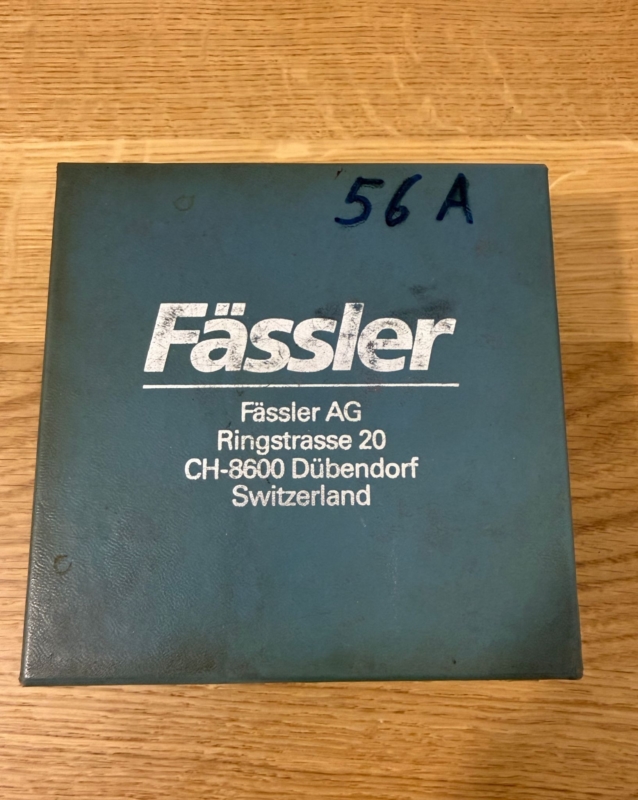 56 A
Fässler
Fässler AG
Ringstrasse 20
CH-8600 Dübendorf
Switzerland